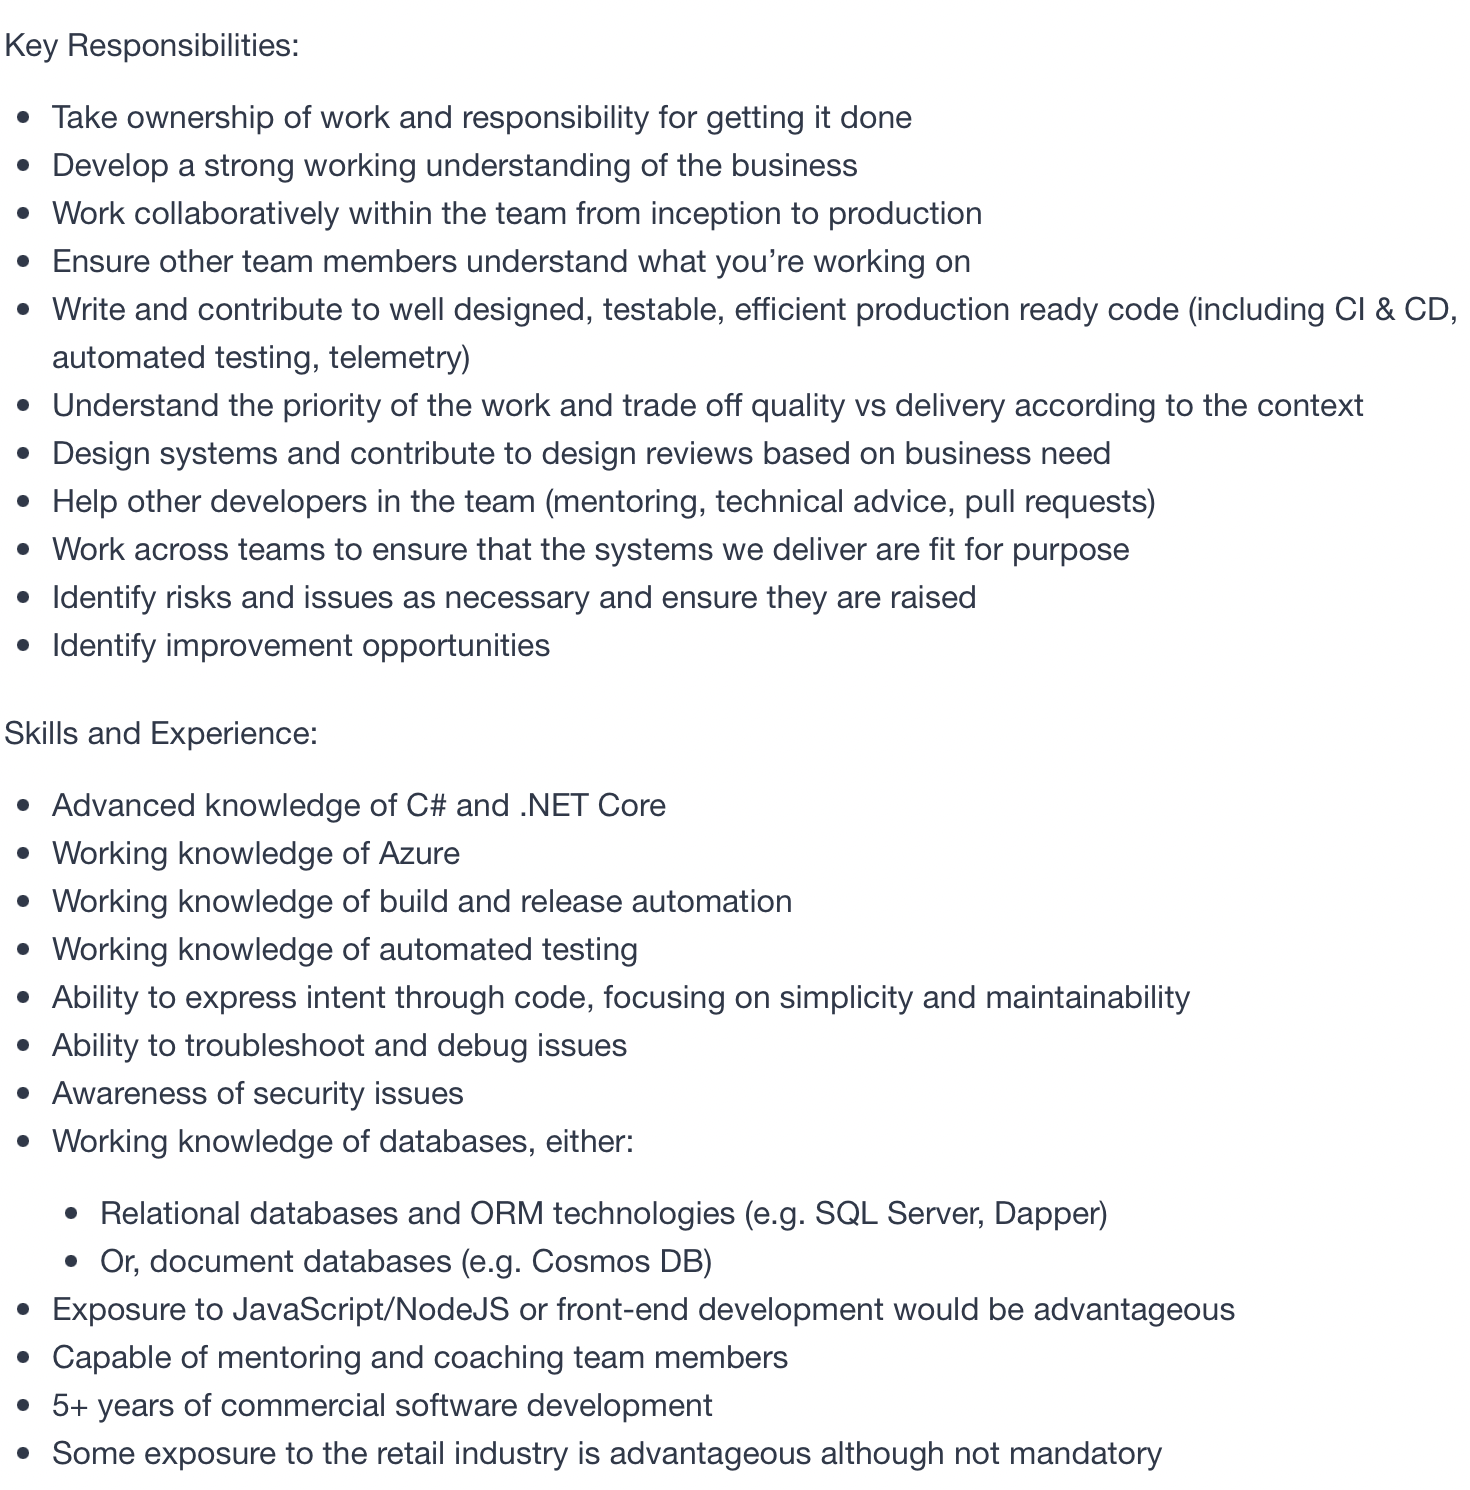 Key Responsibilities:
• Take ownership of work and responsibility for getting it done
• Develop a strong working understanding of the business
• Work collaboratively within the team from inception to production
• Ensure other team members understand what you’re working on
• Write and contribute to well designed, testable, efficient production ready code (including CI & CD,
automated testing, telemetry)
• Understand the priority of the work and trade off quality vs delivery according to the context
• Design systems and contribute to design reviews based on business need
• Help other developers in the team (mentoring, technical advice, pull requests)
• Work across teams to ensure that the systems we deliver are fit for purpose
• Identify risks and issues as necessary and ensure they are raised
• Identify improvement opportunities
Skills and Experience:
• Advanced knowledge of C# and .NET Core
• Working knowledge of Azure
• Working knowledge of build and release automation
• Working knowledge of automated testing
• Ability to express intent through code, focusing on simplicity and maintainability
• Ability to troubleshoot and debug issues
• Awareness of security issues
• Working knowledge of databases, either:
• Relational databases and ORM technologies (e.g. SQL Server, Dapper)
• Or, document databases (e.g. Cosmos DB)
• Exposure to JavaScript/NodeJS or front-end development would be advantageous
• Capable of mentoring and coaching team members
• 5+ years of commercial software development
• Some exposure to the retail industry is advantageous although not mandatory